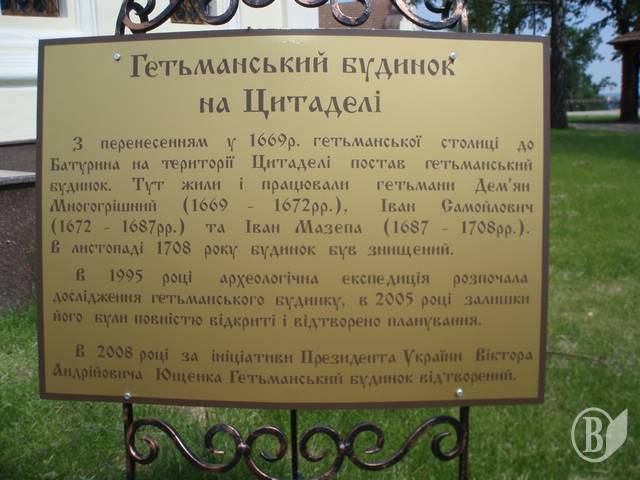 Гетьманський будинок
на Цитаделі
З перенесенням у 1669р. гетьманської столиці до
Батурина на території Цитаделі постав гетьманський
будинок. Тут жили і працювали гетьмани Дем'ян
Многогрішний (1669 - 1672рр.), Іван Самойлович
(1672 - 1687рр.) та Іван Мазепа (1687 - 1708рр.).
В листопаді 1708 року будинок був знищений.
В 1995 році археологічна експедиція розпочала
дослідження гетьманського будинку, в 2005 році залишки
його були повністю відкриті і відтворено планування.
В 2008 році за ініціативи Президента України Віктора
Андрійовича Ющенка Гетьманський будинок відтворений.
В